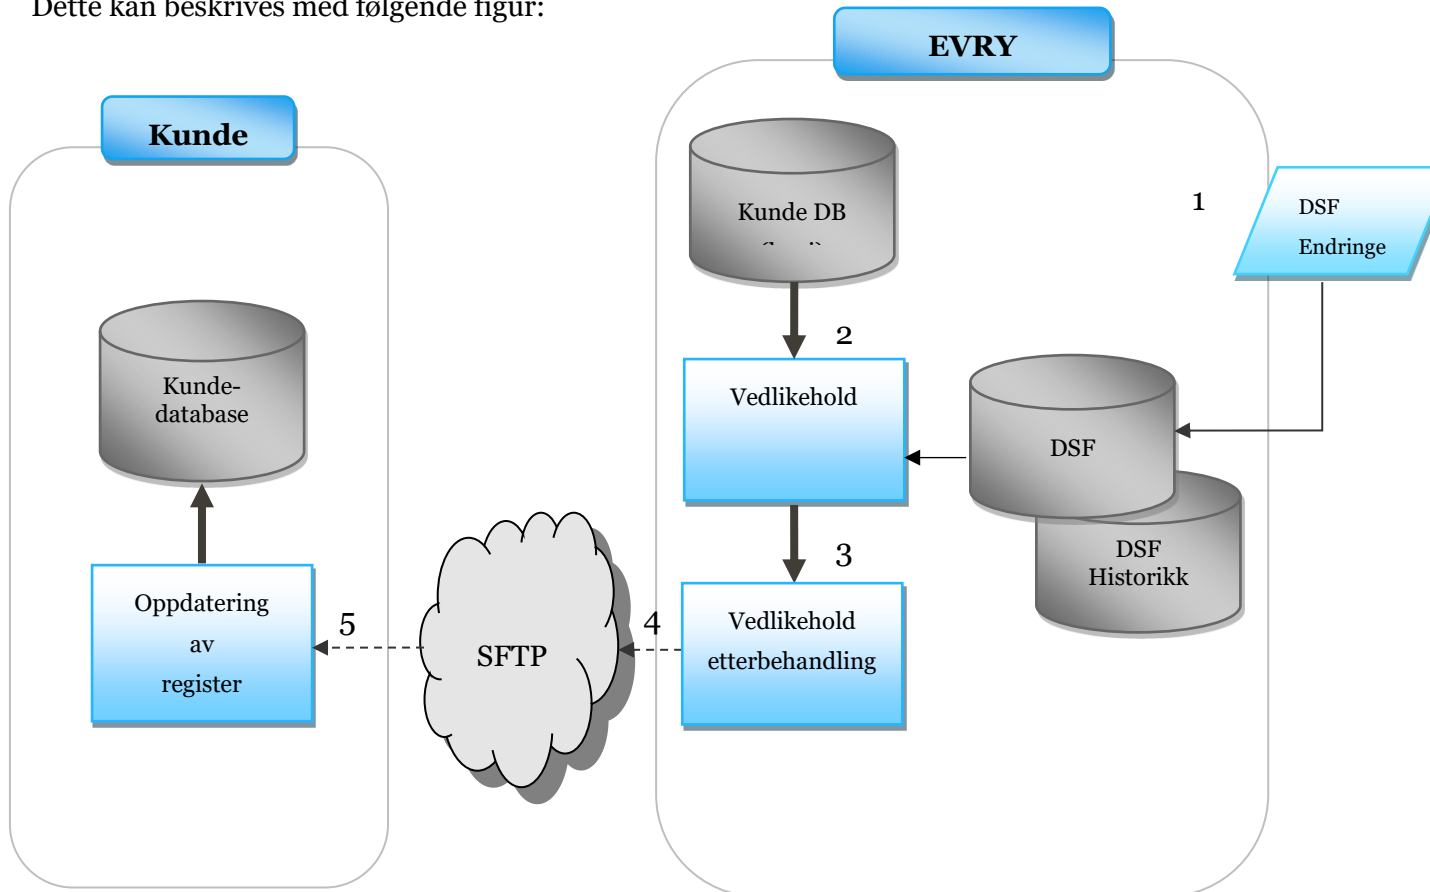 Dette kan beskrives med følgende figur:
EVRY
Kunde
Kunde DB
1
DSF
Endringe
2
Vedlikehold
Kunde-
database
DSF
3
DSF
Historikk
Oppdatering
av
register
5
SFTP
4
Vedlikehold
etterbehandling